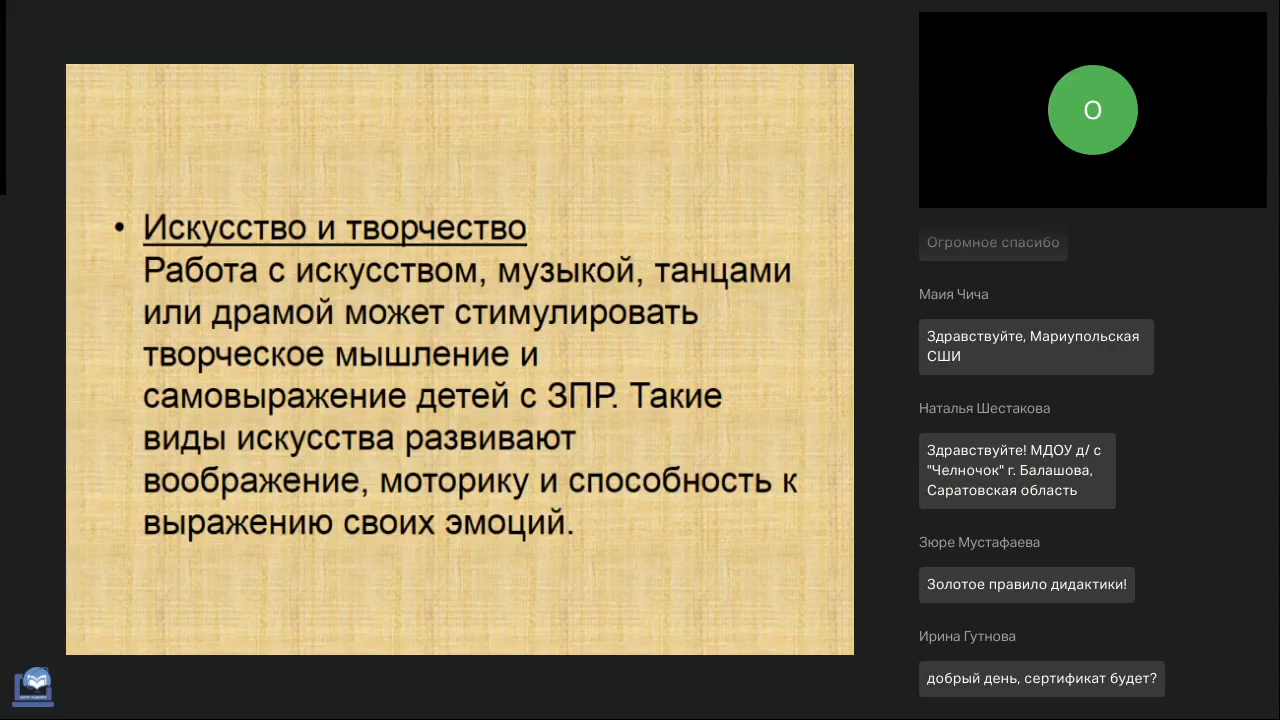 • Искусство и творчество
Работа с искусством, музыкой, танцами
или драмой может стимулировать
творческое мышление и
самовыражение детей с ЗПР. Такие
виды искусства развивают
воображение, моторику и способность к
выражению своих эмоций.
О
Огромное спасибо
Маия Чича
Здравствуйте, Мариупольская
СШИ
Наталья Шестакова
Здравствуйте! МДОУ д/ с
"Челночок" г. Балашова,
Саратовская область
Зюре Мустафаева
Золотое правило дидактики!
Ирина Гутнова
добрый день, сертификат будет?